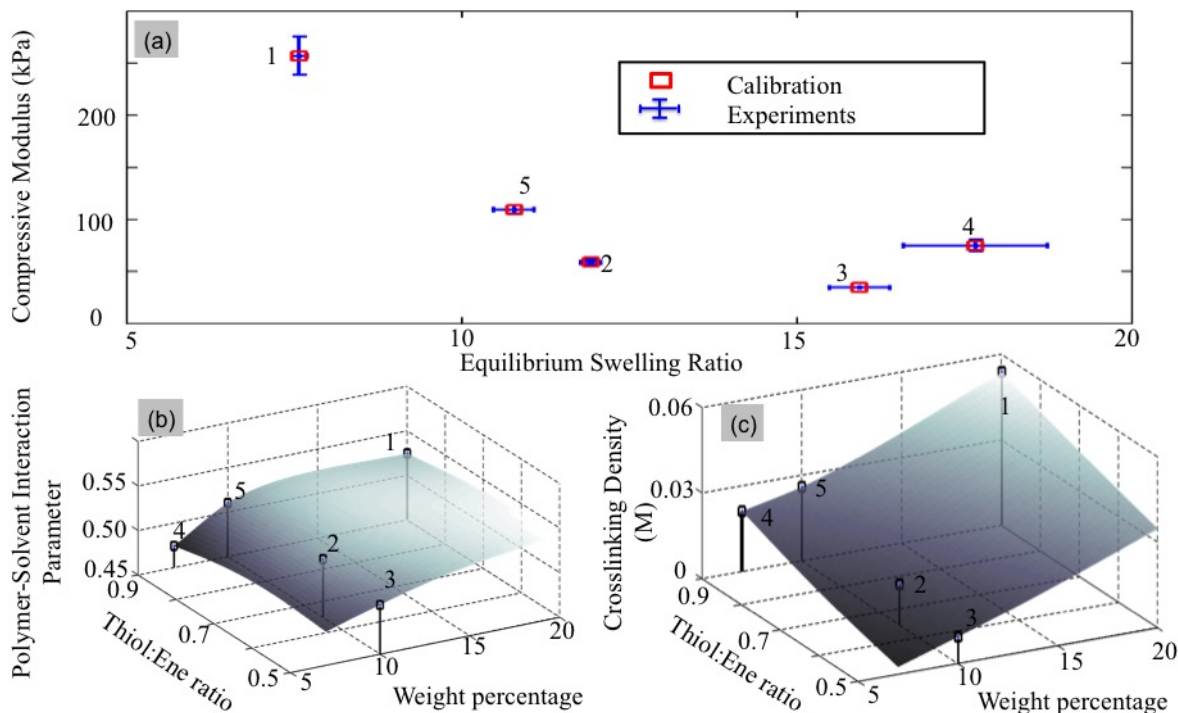 (a)
Compressive Modulus (kPa)
200
100
0
1
5
2
3
4
Calibration
Experiments
5
10
15
20
Equilibrium Swelling Ratio
(b)
Polymer-Solvent Interaction
Parameter
0.55
0.50
0.45
0.9
0.7
0.5
Thiol:Ene ratio
5
10
15
20
Weight percentage
1
5
4
2
3
(c)
Crosslinking Density
(M)
0.06
0.03
0
0.9
0.7
0.5
Thiol:Ene ratio
5
10
15
20
Weight percentage
1
5
4
2
3